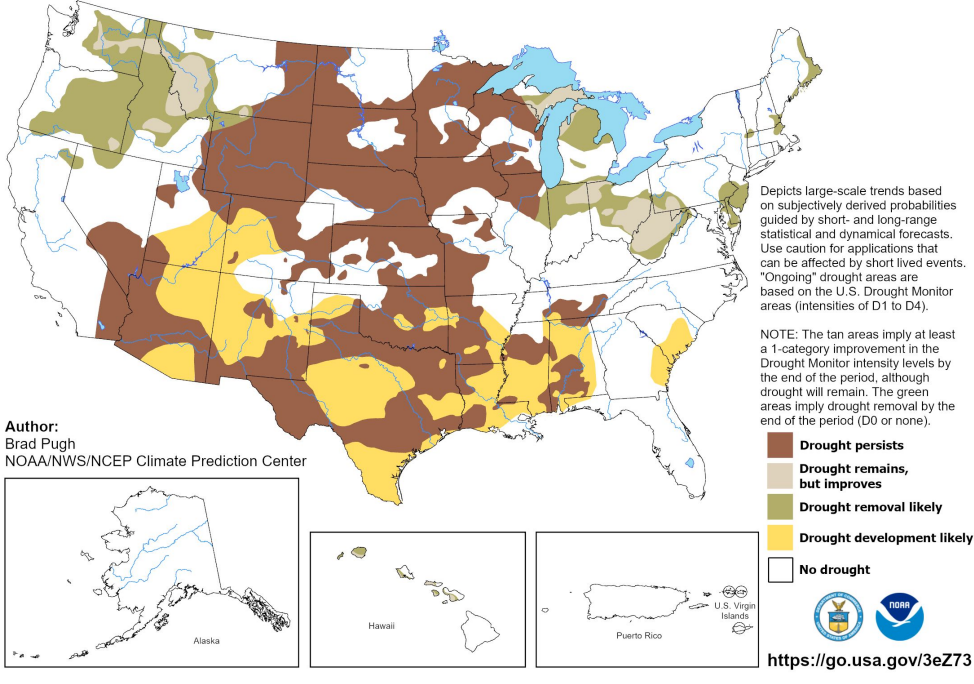 Depicts large-scale trends based
on subjectively derived probabilities
guided by short- and long-range
statistical and dynamical forecasts.
Use caution for applications that
can be affected by short lived events.
"Ongoing" drought areas are
based on the U.S. Drought Monitor
areas (intensities of D1 to D4).
NOTE: The tan areas imply at least
a 1-category improvement in the
Drought Monitor intensity levels by
the end of the period, although
drought will remain. The green
areas imply drought removal by the
end of the period (D0 or none).
Author:
Brad Pugh
NOAA/NWS/NCEP Climate Prediction Center
Drought persists
Drought remains,
but improves
Drought removal likely
Drought development likely
No drought
Alaska
Hawaii
Puerto Rico
U.S. Virgin
Islands
NOAA
https://go.usa.gov/3eZ73